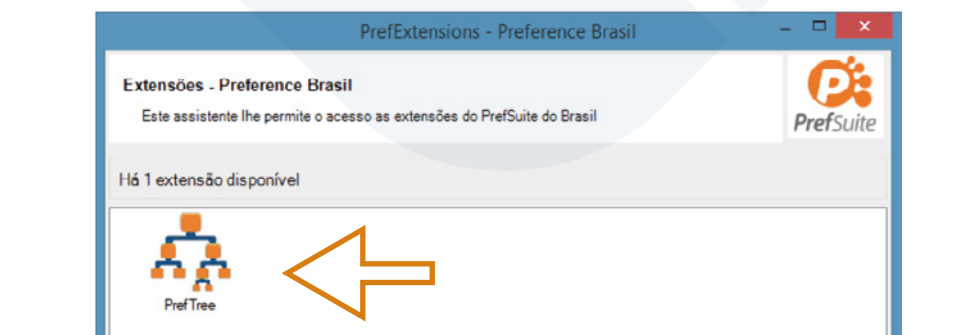 PrefExtensions - Preference Brasil
Extensões - Preference Brasil
Este assistente lhe permite o acesso as extensões do PrefSuite do Brasil
PrefSuite
Há 1 extensão disponível
PrefTree